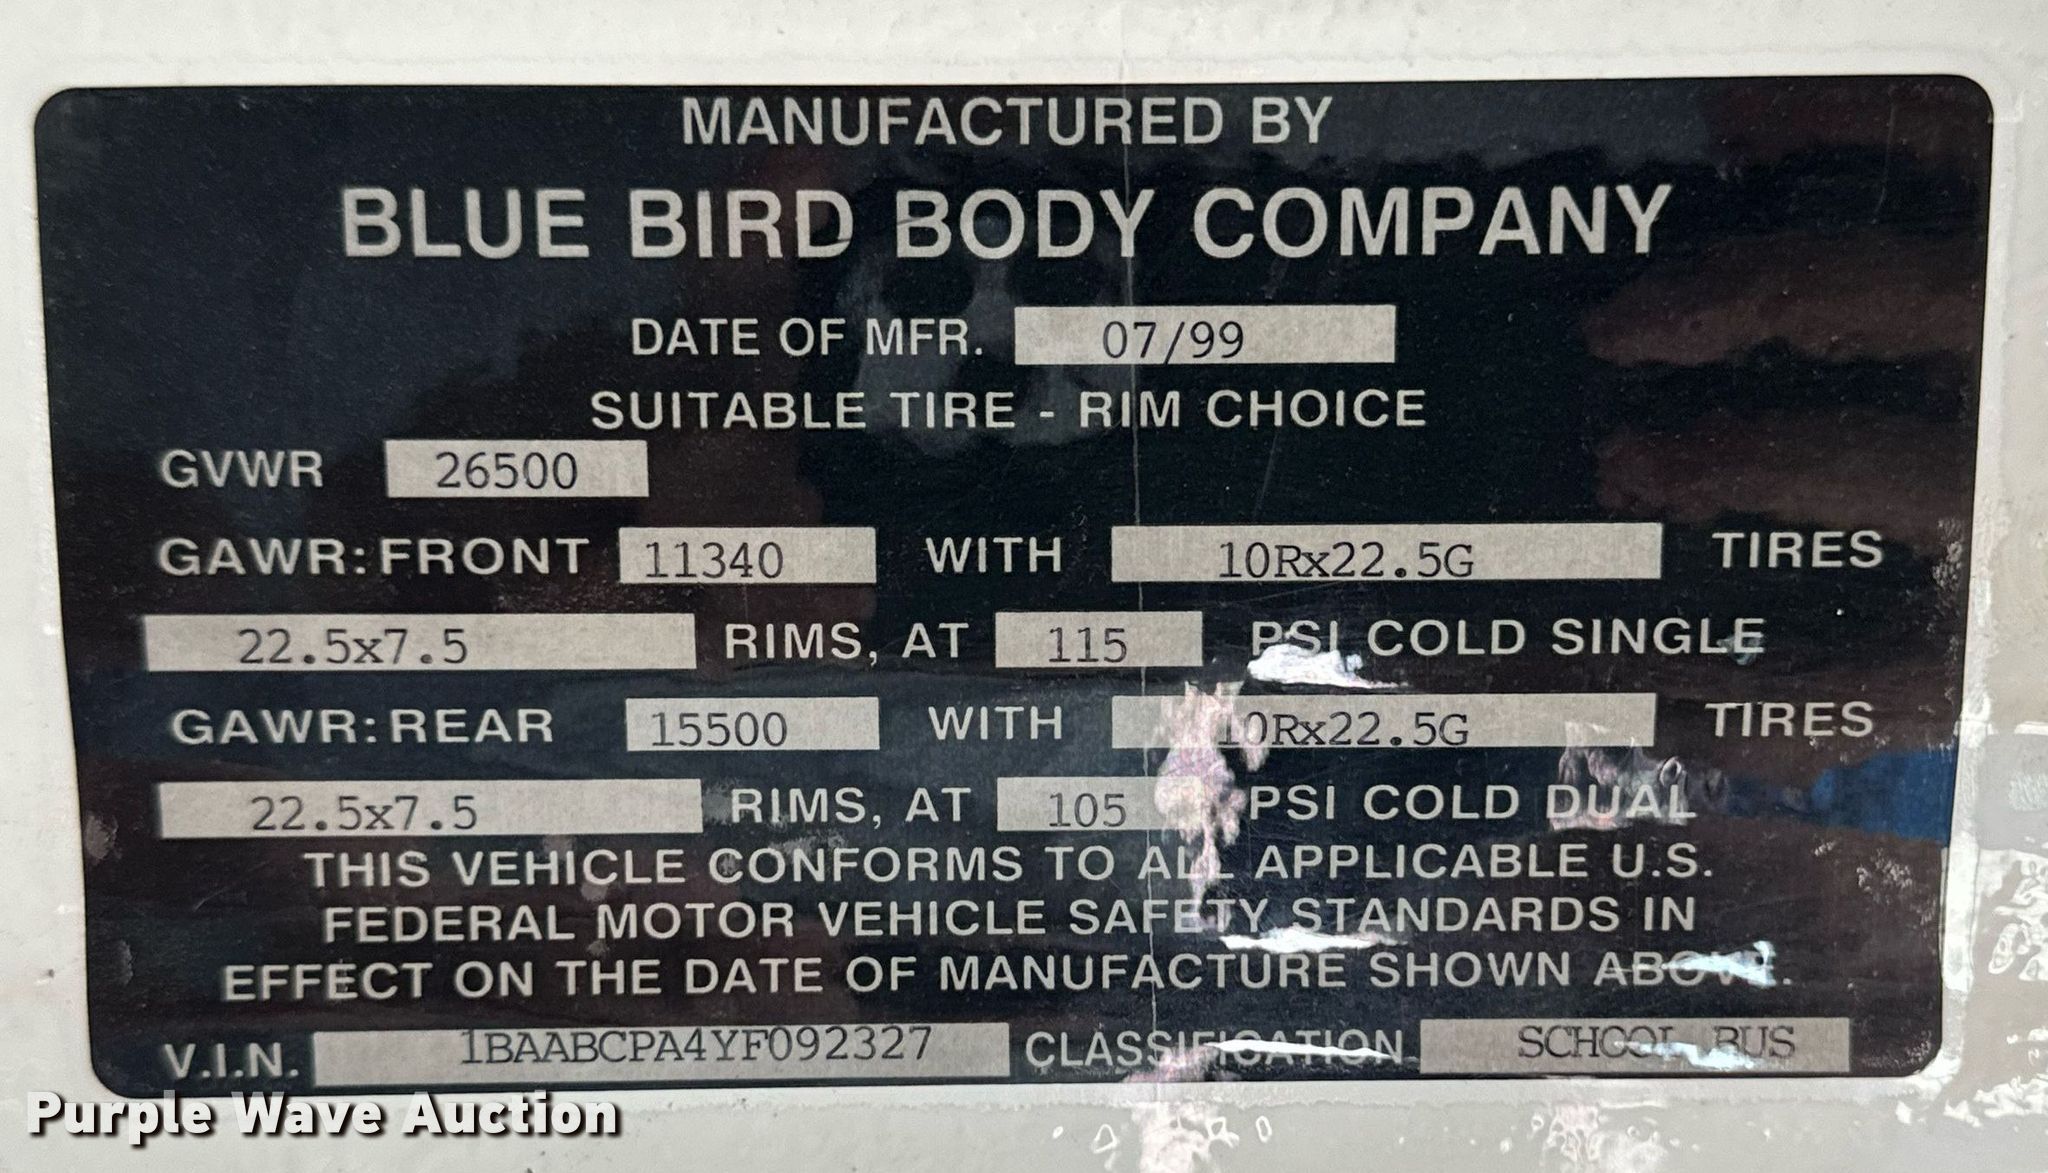 MANUFACTURED BY
BLUE BIRD BODY COMPANY
DATE OF MFR. 07/99
SUITABLE TIRE - RIM CHOICE
GVWR 26500
GAWR: FRONT 11340 WITH 10Rx22.5G TIRES
22.5x7.5 RIMS, AT 115 PSI COLD SINGLE
GAWR: REAR 15500 WITH 10Rx22.5G TIRES
22.5x7.5 RIMS, AT 105 PSI COLD DUAL
THIS VEHICLE CONFORMS TO ALL APPLICABLE U.S.
FEDERAL MOTOR VEHICLE SAFETY STANDARDS IN
EFFECT ON THE DATE OF MANUFACTURE SHOWN ABOVE.
V.I.N. 1BAABCPA4YF092327 CLASSIFICATION SCHOOL BUS
Purple Wave Auction